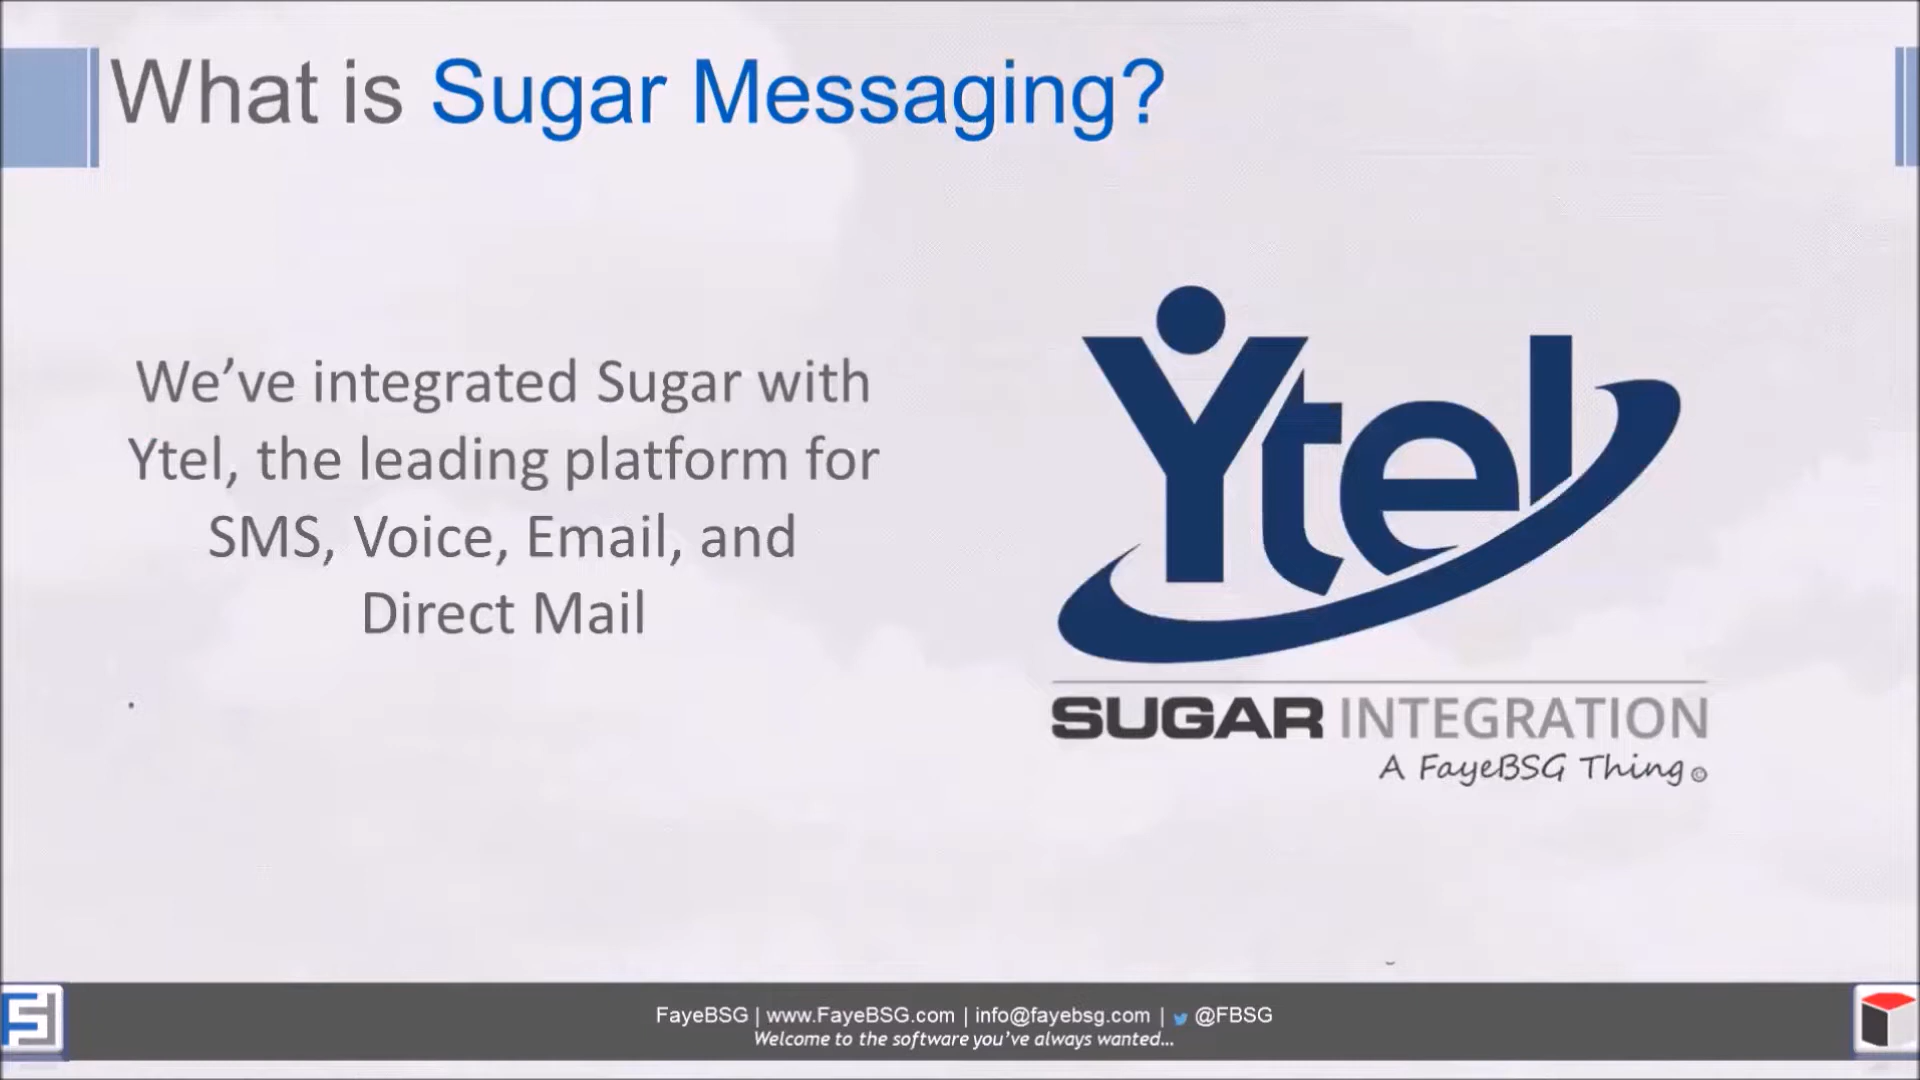 What is Sugar Messaging?
We’ve integrated Sugar with
Ytel, the leading platform for
SMS, Voice, Email, and
Direct Mail
Ytel
SUGAR INTEGRATION
A FayeBSG Thing©
FayeBSG | www.FayeBSG.com | info@fayebsg.com | @FBSG
Welcome to the software you’ve always wanted...